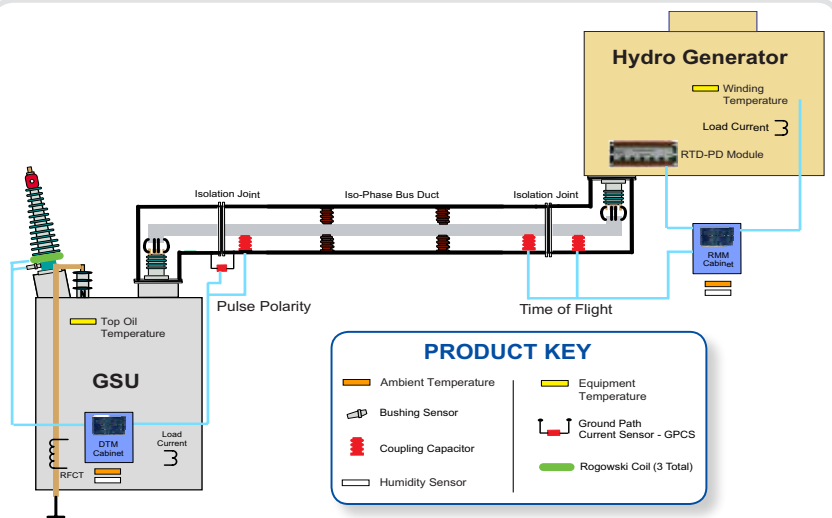 Hydro Generator
Winding
Temperature
Load Current
RTD-PD Module
Isolation Joint
Iso-Phase Bus Duct
Isolation Joint
RMM
Cabinet
Pulse Polarity
Time of Flight
Top Oil
Temperature
GSU
DTM
Cabinet
Load
Current
RFCT
PRODUCT KEY
Ambient Temperature
Bushing Sensor
Coupling Capacitor
Humidity Sensor
Equipment
Temperature
Ground Path
Current Sensor - GPCS
Rogowski Coil (3 Total)